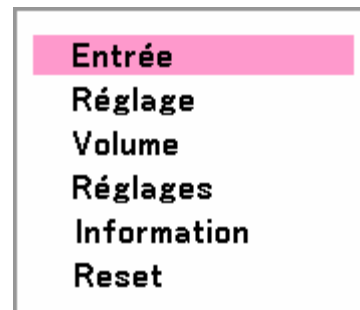 Entrée
Réglage
Volume
Réglages
Information
Reset